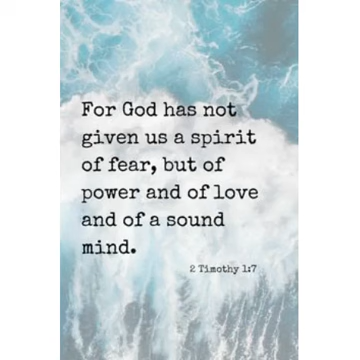 For God has not
given us a spirit
of fear, but of
power and of love
and of a sound
mind.
2 Timothy 1:7